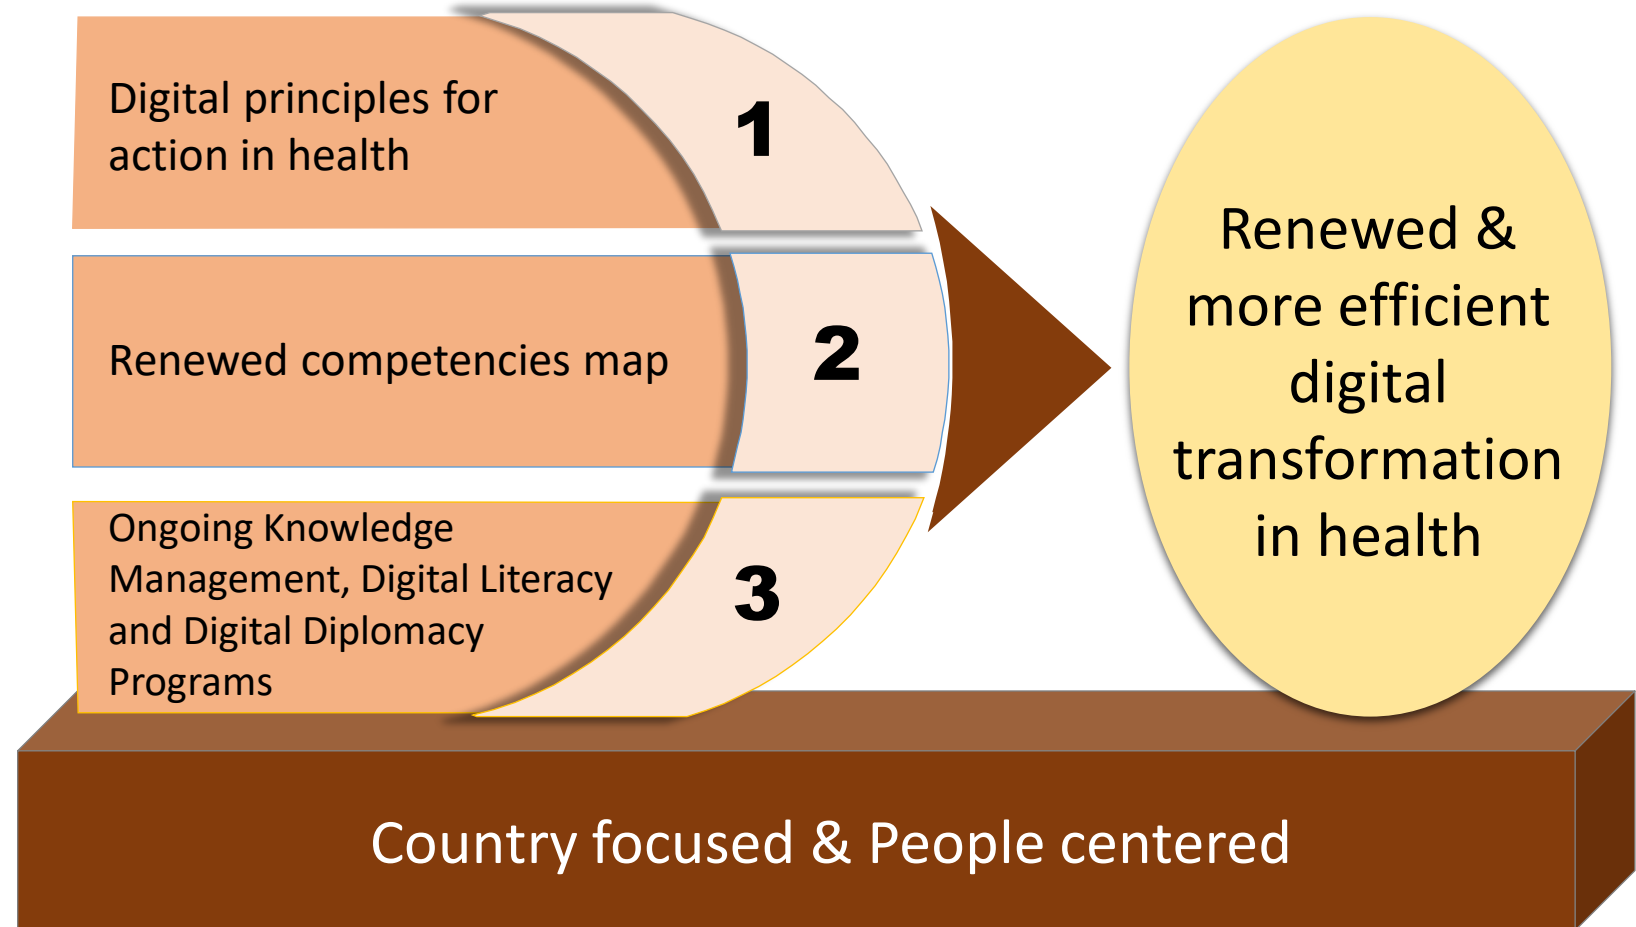 Digital principles for
action in health
1
Renewed competencies map
2
Ongoing Knowledge
Management, Digital Literacy
and Digital Diplomacy
Programs
3
Renewed &
more efficient
digital
transformation
in health
Country focused & People centered